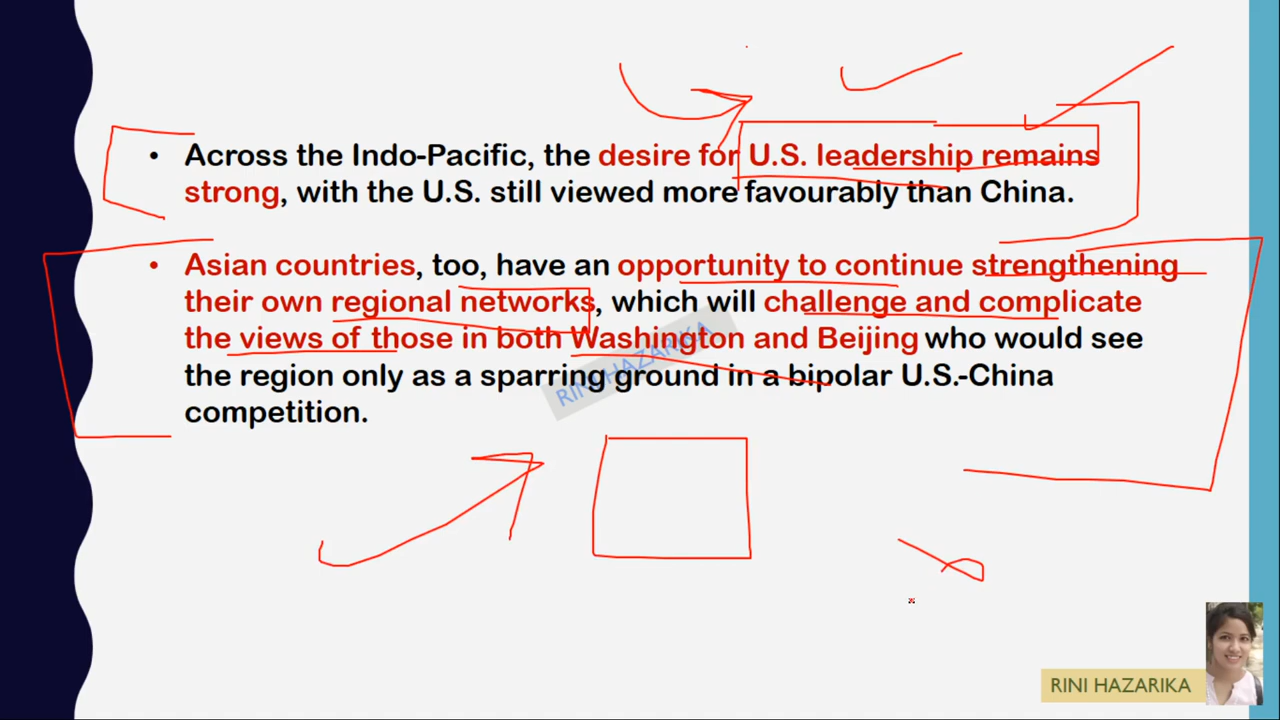 • Across the Indo-Pacific, the desire for U.S. leadership remains
strong, with the U.S. still viewed more favourably than China.
• Asian countries, too, have an opportunity to continue strengthening
their own regional networks, which will challenge and complicate
the views of those in both Washington and Beijing who would see
the region only as a sparring ground in a bipolar U.S.-China
competition.
RINI HAZARIKA
RINI HAZARIKA